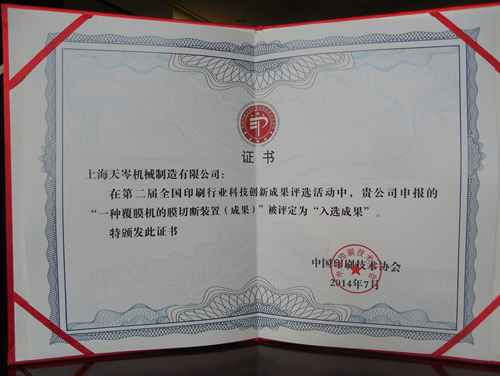 证书
上海天岑机械制造有限公司：
在第二届全国印刷行业科技创新成果评选活动中，贵公司申报的
“一种覆膜机的膜切断装置（成果）”被评定为“入选成果”。
特颁发此证书
中国印刷技术协会
2014年7月